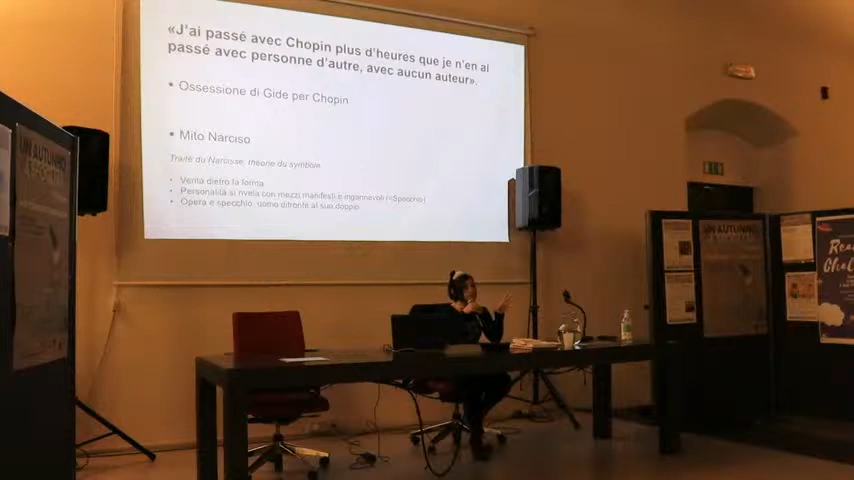 «J'ai passé avec Chopin plus d'heures que je n'en ai
passé avec personne d'autre, avec aucun auteur».
• Ossessione di Gide per Chopin
• Mito Narciso
Traité du Narcisse, théorie du symbole
• Verità dietro la forma
• Personalità si rivela con mezzi manifesti e ingannevoli (=Specchio)
• Opera è specchio: uomo difronte al suo doppio
UN AUTUNNO
UN AUTUNNO